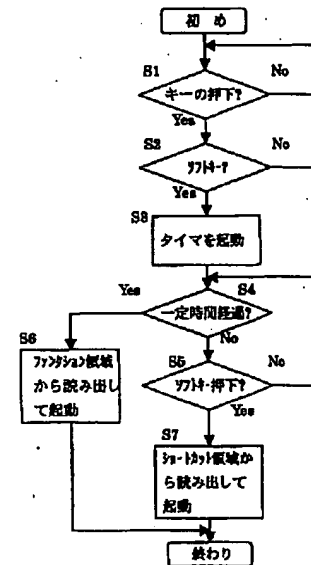 初め
S1
No
キーの押下?
Yes
S2
No
ソフトキー?
Yes
S3
タイマを起動
S4
Yes
一定時間経過?
No
S6
ファンクション領域
から読み出し
て起動
S5
No
ソフトキー押下?
Yes
S7
ショートカット領域か
ら読み出して
起動
終わり